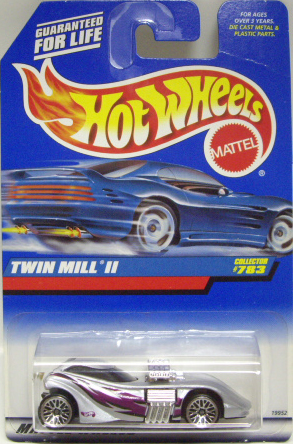 GUARANTEED
FOR LIFE
FOR AGES
OVER 3 YEARS.
DIE CAST METAL &
PLASTIC PARTS.
HOT WHEELS
MATTEL
®
TWIN MILL® II
COLLECTOR
#783
19952